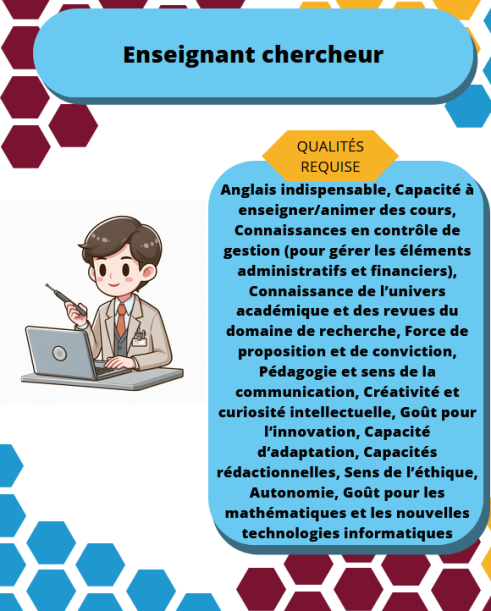 Enseignant chercheur
QUALITÉS
REQUISE
Anglais indispensable, Capacité à
enseigner/animer des cours,
Connaissances en contrôle de
gestion (pour gérer les éléments
administratifs et financiers),
Connaissance de l'univers
académique et des revues du
domaine de recherche, Force de
proposition et de conviction,
Pédagogie et sens de la
communication, Créativité et
curiosité intellectuelle, Goût pour
l'innovation, Capacité
d'adaptation, Capacités
rédactionnelles, Sens de l'éthique,
Autonomie, Goût pour les
mathématiques et les nouvelles
technologies informatiques